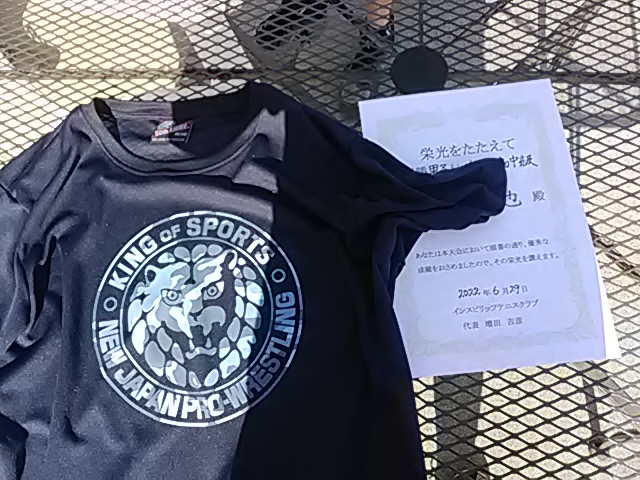 KING OF SPORTS
NEW JAPAN PRO-WRESTLING
栄光をたたえて
殿
あなたは本大会において頭書の通り、優秀な
成績をおさめましたので、その栄光を讃えます。
2022年6月29日
インスピリッツテニスクラブ
代表 増田 吉彦